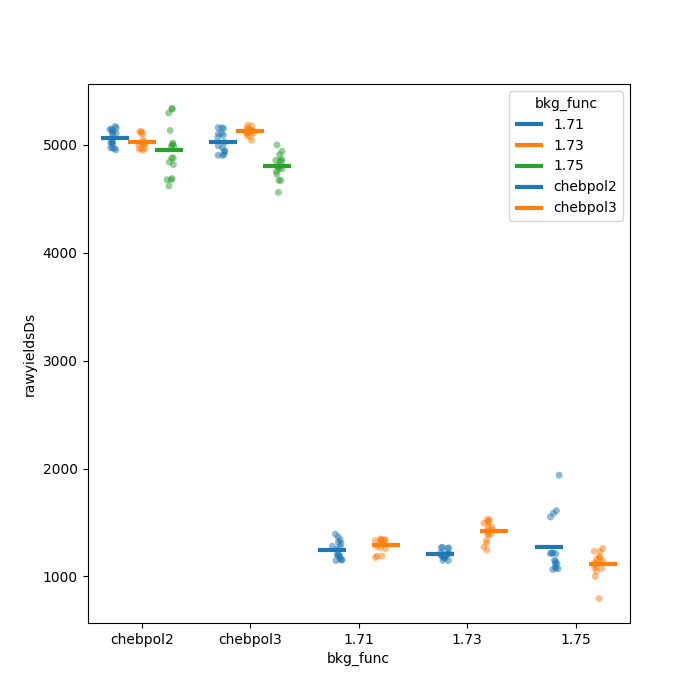 bkg_func
1.71
1.73
1.75
chebpol2
chebpol3
5000
4000
3000
2000
1000
rawyieldsDs
chebpol2 chebpol3 1.71 1.73 1.75
bkg_func